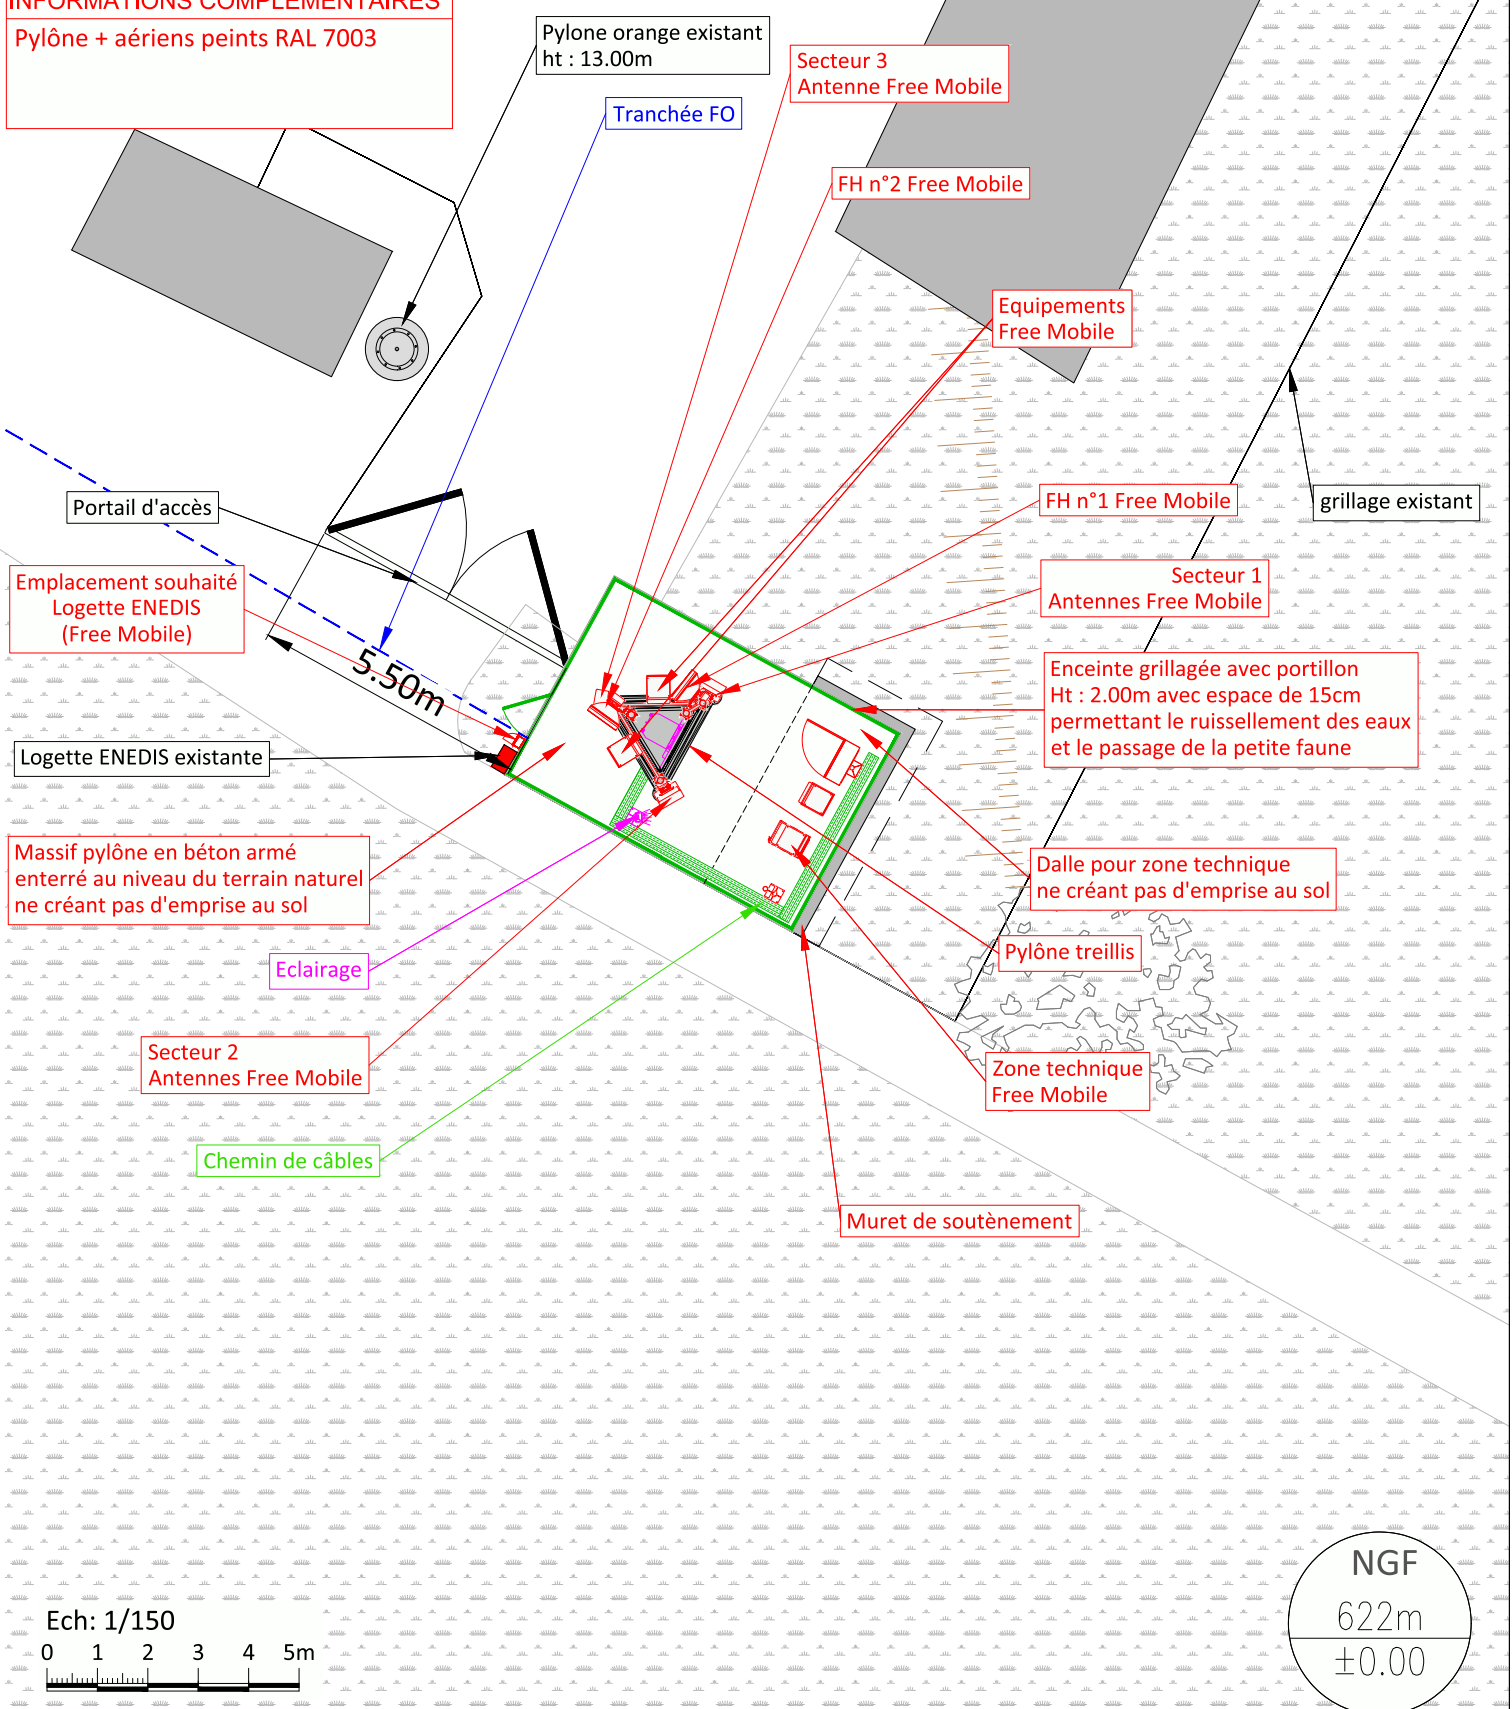 INFORMATIONS COMPLEMENTAIRES
Pylône + aériens peints RAL 7003
Pylone orange existant
ht : 13.00m
Secteur 3
Antenne Free Mobile
Tranchée FO
FH n°2 Free Mobile
Equipements
Free Mobile
Portail d'accès
FH n°1 Free Mobile
grillage existant
Emplacement souhaité
Logette ENEDIS
(Free Mobile)
Secteur 1
Antennes Free Mobile
5.50m
Enceinte grillagée avec portillon
Ht : 2.00m avec espace de 15cm
permettant le ruissellement des eaux
et le passage de la petite faune
Logette ENEDIS existante
Massif pylône en béton armé
enterré au niveau du terrain naturel
ne créant pas d'emprise au sol
Dalle pour zone technique
ne créant pas d'emprise au sol
Pylône treillis
Eclairage
Secteur 2
Antennes Free Mobile
Zone technique
Free Mobile
Chemin de câbles
Muret de soutènement
NGF
622m
±0.00
Ech: 1/150
0 1 2 3 4 5m